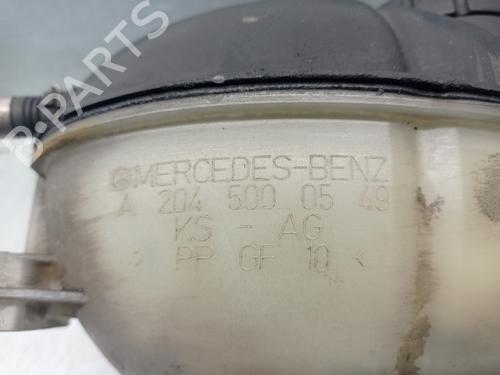 MERCEDES-BENZ
A 204 500 05 49
KS - AG
> PP GF 10 <
B-PARTS